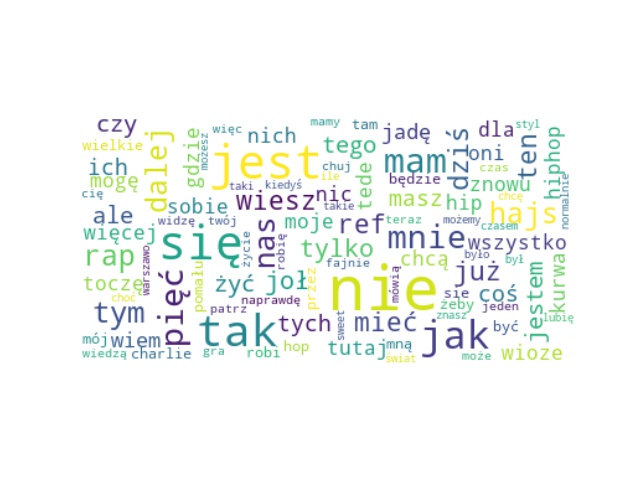 czy
wielkie
ich
mogę
cię
ale
więcej
rap
toczę
choć
tym
mój
wiem
wiedzą
charlie
dalej
gdzie
możesz
więc
nich
mamy
tam
jadę
dla
styl
jest
tego
mam
dziś
oni
ten
hiphop
normalnie
chuj
ile
taki
kiedyś
tede
będzie
czas
znowu
sobie
wiesz
nic
takie
masz
hip
chcę
hajs
widzę
twój
moje
ref
teraz
możemy
czasem
się
życie
nas
robię
tylko
mnie
wszystko
warszawo
pięć
pomału
żyć
joł
fajnie
przez
chcą
było
był
już
coś
jestem
kurwa
naprawdę
nie
mówią
sie
żeby
jeden
lubię
patrz
tak
tych
sweet
mieć
jak
znasz
być
gra
robi
hop
tutaj
mną
świat
może
wioze